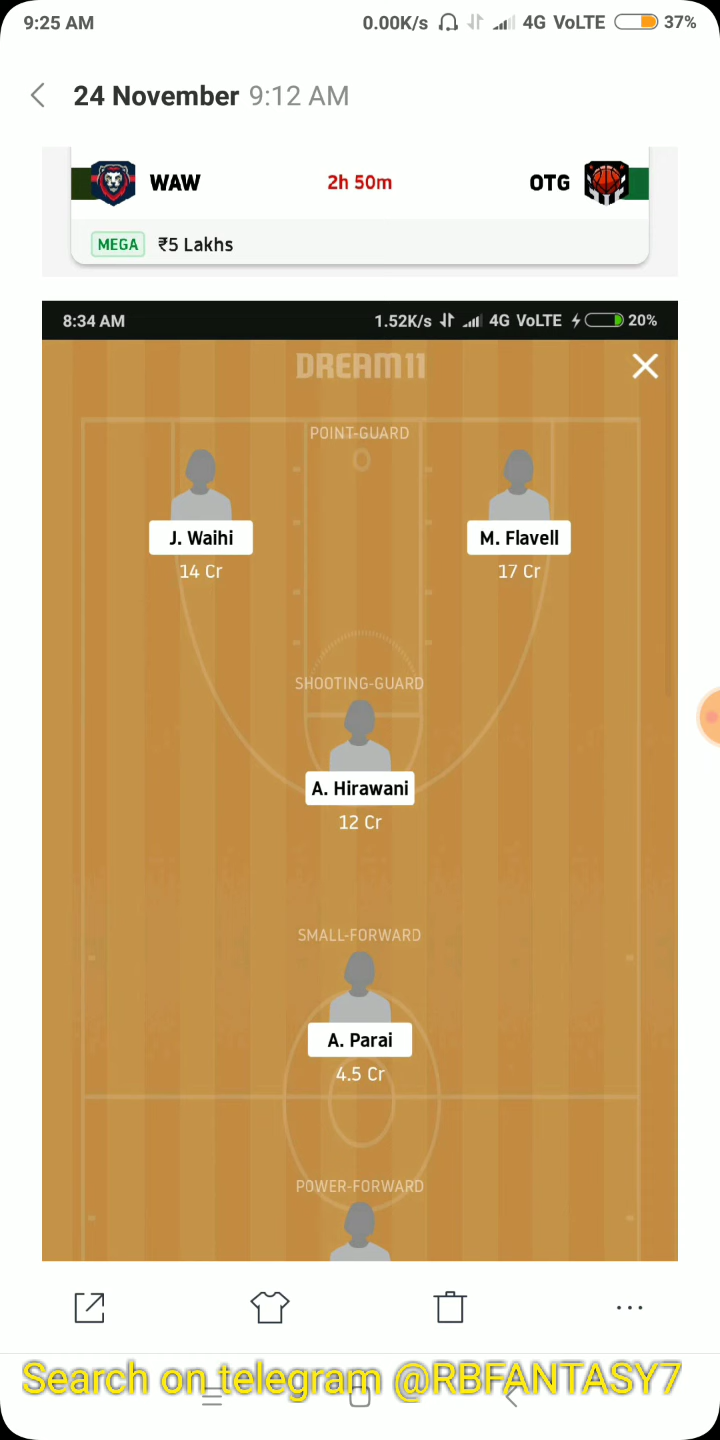 9:25 AM 0.00K/s 4G VoLTE 37%
24 November 9:12 AM
WAW 2h 50m OTG
MEGA ₹5 Lakhs
8:34 AM 1.52K/s 4G VoLTE 20%
DREAM11
POINT-GUARD
J. Waihi M. Flavell
14 Cr 17 Cr
SHOOTING-GUARD
A. Hirawani
12 Cr
SMALL-FORWARD
A. Parai
4.5 Cr
POWER-FORWARD
Search on telegram @RBFANTASY7